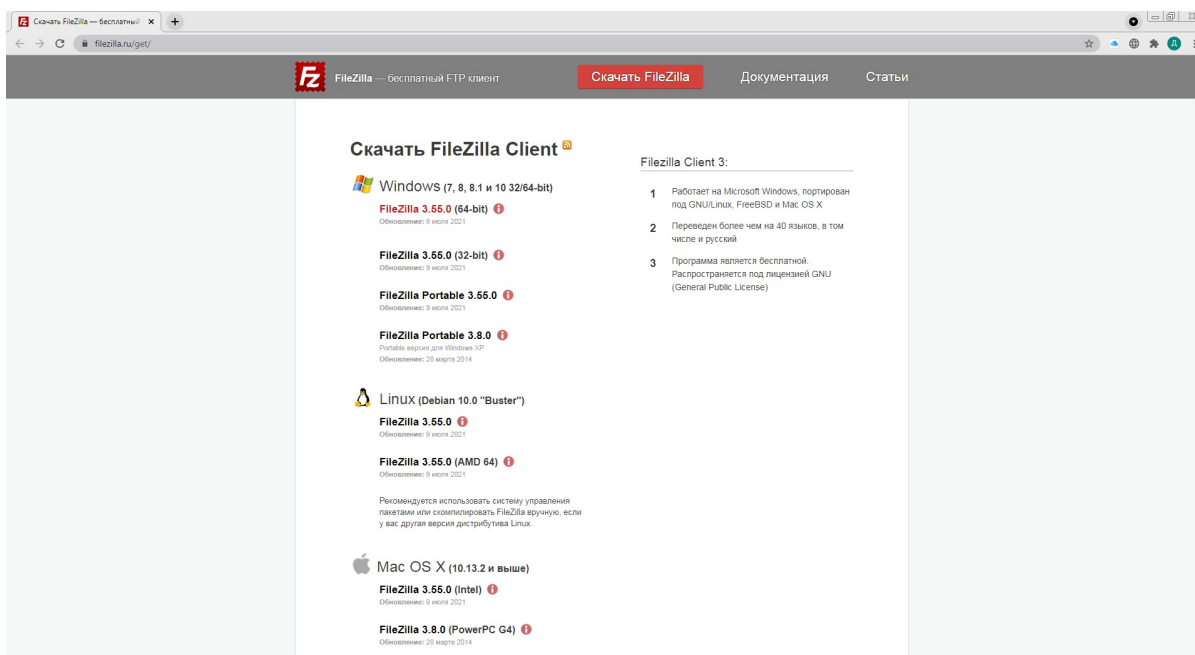 Скачать FileZilla — бесплатный
filezilla.ru/get/
Д
FileZilla — бесплатный FTP клиент
Скачать FileZilla
Документация
Статьи
Скачать FileZilla Client
Windows (7, 8, 8.1 и 10 32/64-bit)
FileZilla 3.55.0 (64-bit)
Обновление: 9 июля 2021
FileZilla 3.55.0 (32-bit)
Обновление: 9 июля 2021
FileZilla Portable 3.55.0
Обновление: 9 июля 2021
FileZilla Portable 3.8.0
Portable версия для Windows XP
Обновление: 28 марта 2014
Linux (Debian 10.0 "Buster")
FileZilla 3.55.0
Обновление: 9 июля 2021
FileZilla 3.55.0 (AMD 64)
Обновление: 9 июля 2021
Рекомендуется использовать систему управления
пакетами или скомпилировать FileZilla вручную, если
у вас другая версия дистрибутива Linux.
Mac OS X (10.13.2 и выше)
FileZilla 3.55.0 (Intel)
Обновление: 9 июля 2021
FileZilla 3.8.0 (PowerPC G4)
Обновление: 28 марта 2014
Filezilla Client 3:
1 Работает на Microsoft Windows, портирован
под GNU/Linux, FreeBSD и Mac OS X
2 Переведен более чем на 40 языков, в том
числе и русский
3 Программа является бесплатной.
Распространяется под лицензией GNU
(General Public License)